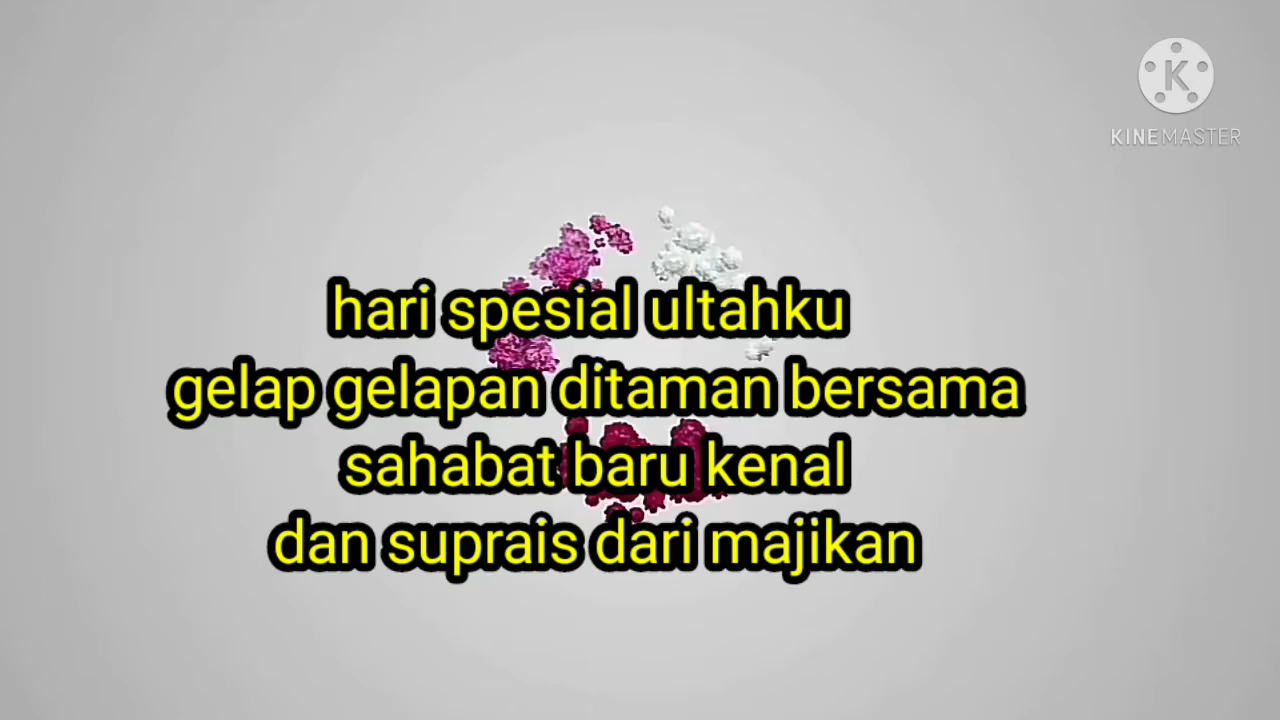 K
KINEMASTER
hari spesial ultahku
gelap gelapan ditaman bersama
sahabat baru kenal
dan suprais dari majikan